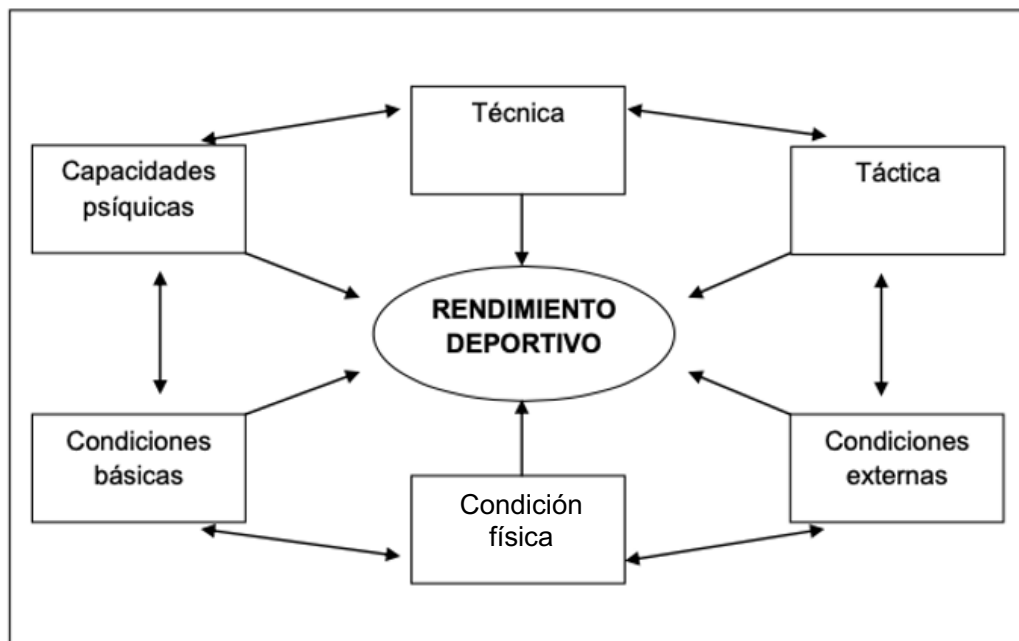 Técnica
Capacidades
psíquicas
Táctica
RENDIMIENTO
DEPORTIVO
Condiciones
básicas
Condición
física
Condiciones
externas